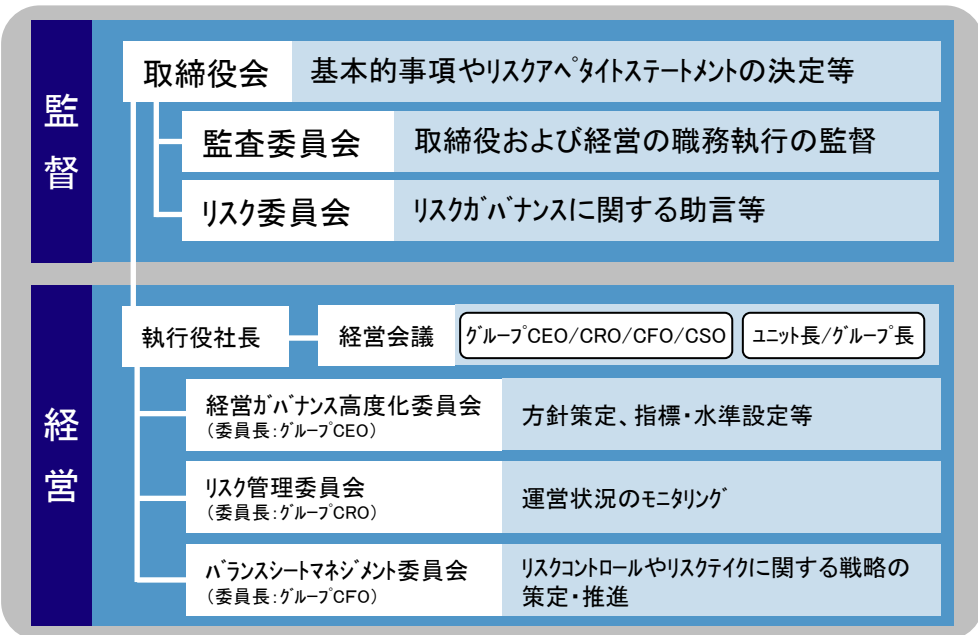 監督
取締役会
基本的事項やﾘｽｸｱﾍﾟﾀｲﾄｽﾃｰﾄﾒﾝﾄの決定等
監査委員会
取締役および経営の職務執行の監督
ﾘｽｸ委員会
ﾘｽｸｶﾞﾊﾞﾅﾝｽに関する助言等
経営
執行役社長
経営会議
ｸﾞﾙｰﾌﾟCEO/CRO/CFO/CSO
ﾕﾆｯﾄ長/ｸﾞﾙｰﾌﾟ長
経営ｶﾞﾊﾞﾅﾝｽ高度化委員会
（委員長：ｸﾞﾙｰﾌﾟCEO）
方針策定、指標・水準設定等
ﾘｽｸ管理委員会
（委員長：ｸﾞﾙｰﾌﾟCRO）
運営状況のﾓﾆﾀﾘﾝｸﾞ
ﾊﾞﾗﾝｽｼｰﾄﾏﾈｼﾞﾒﾝﾄ委員会
（委員長：ｸﾞﾙｰﾌﾟCFO）
ﾘｽｸｺﾝﾄﾛｰﾙやﾘｽｸﾃｲｸに関する戦略の
策定・推進